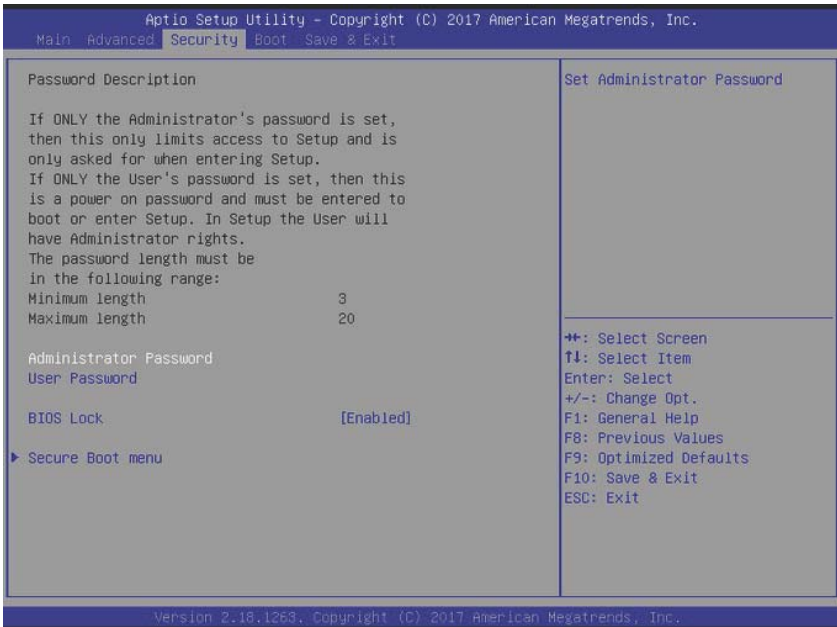 Aptio Setup Utility - Copyright (C) 2017 American Megatrends, Inc.
Main Advanced Security Boot Save & Exit
Password Description
If ONLY the Administrator's password is set,
then this only limits access to Setup and is
only asked for when entering Setup.
If ONLY the User's password is set, then this
is a power on password and must be entered to
boot or enter Setup. In Setup the User will
have Administrator rights.
The password length must be
in the following range:
Minimum length 3
Maximum length 20
Administrator Password
User Password
BIOS Lock [Enabled]
Secure Boot menu
Set Administrator Password
→←: Select Screen
↑↓: Select Item
Enter: Select
+/-: Change Opt.
F1: General Help
F8: Previous Values
F9: Optimized Defaults
F10: Save & Exit
ESC: Exit
Version 2.18.1263. Copyright (C) 2017 American Megatrends, Inc.